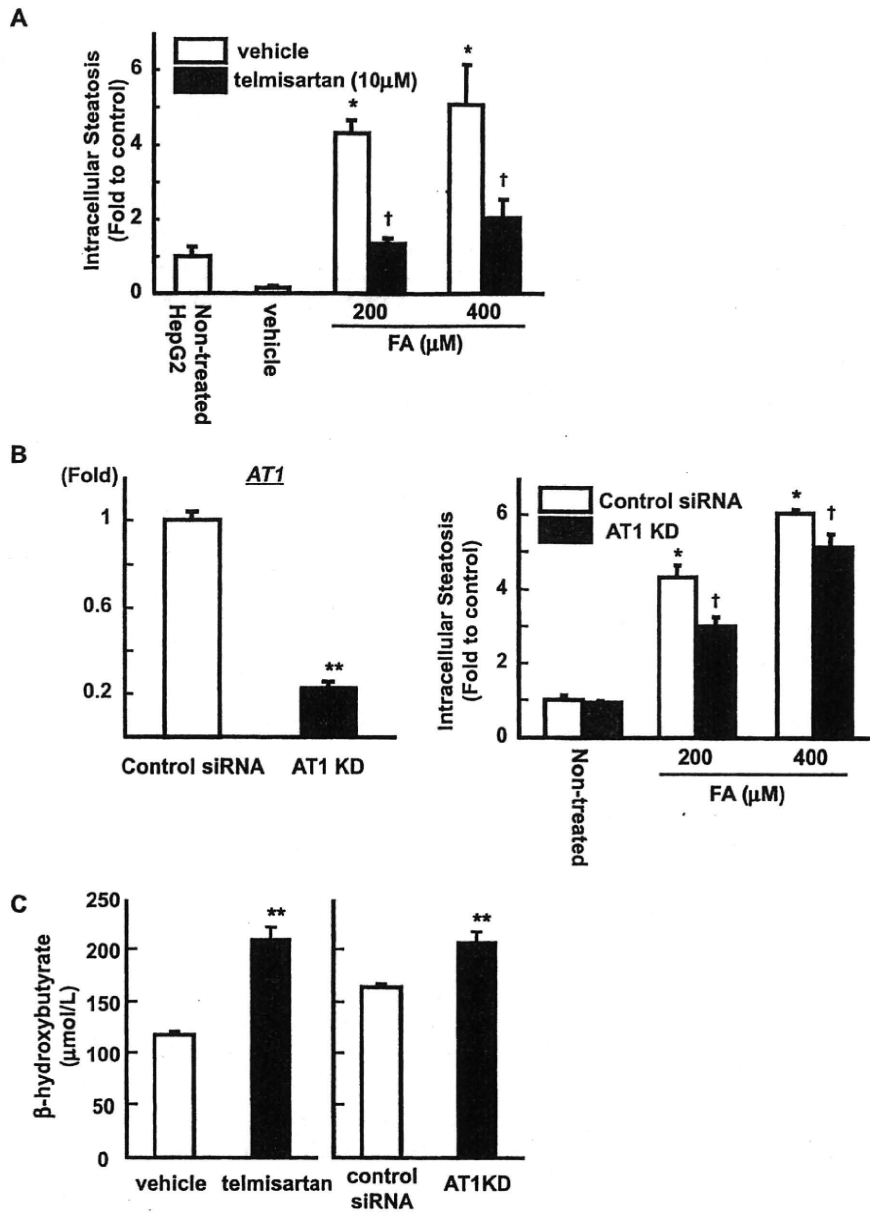 A
Intracellular Steatosis
(Fold to control)
6
4
2
0
vehicle
telmisartan (10μM)
*
†
*
†
Non-treated
HepG2
vehicle
200
400
FA (μM)
B
(Fold)
AT1
1
0.6
0.2
**
Control siRNA
AT1 KD
Intracellular Steatosis
(Fold to control)
6
4
2
0
Control siRNA
AT1 KD
*
†
*
†
Non-treated
200
400
FA (μM)
C
β-hydroxybutyrate
(μmol/L)
250
200
150
100
50
0
**
**
vehicle
telmisartan
control
siRNA
AT1KD